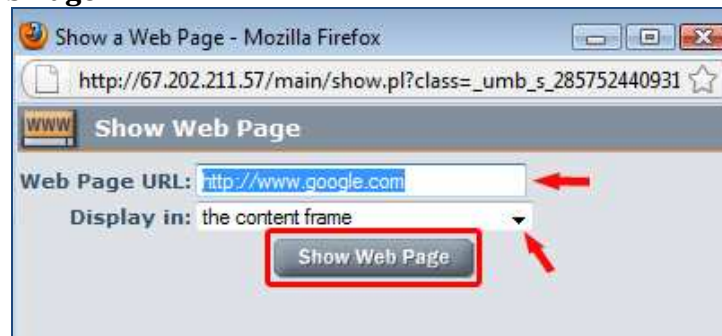 Show a Web Page - Mozilla Firefox
http://67.202.211.57/main/show.pl?class=_umb_s_285752440931
www Show Web Page
Web Page URL: http://www.google.com
Display in: the content frame
Show Web Page